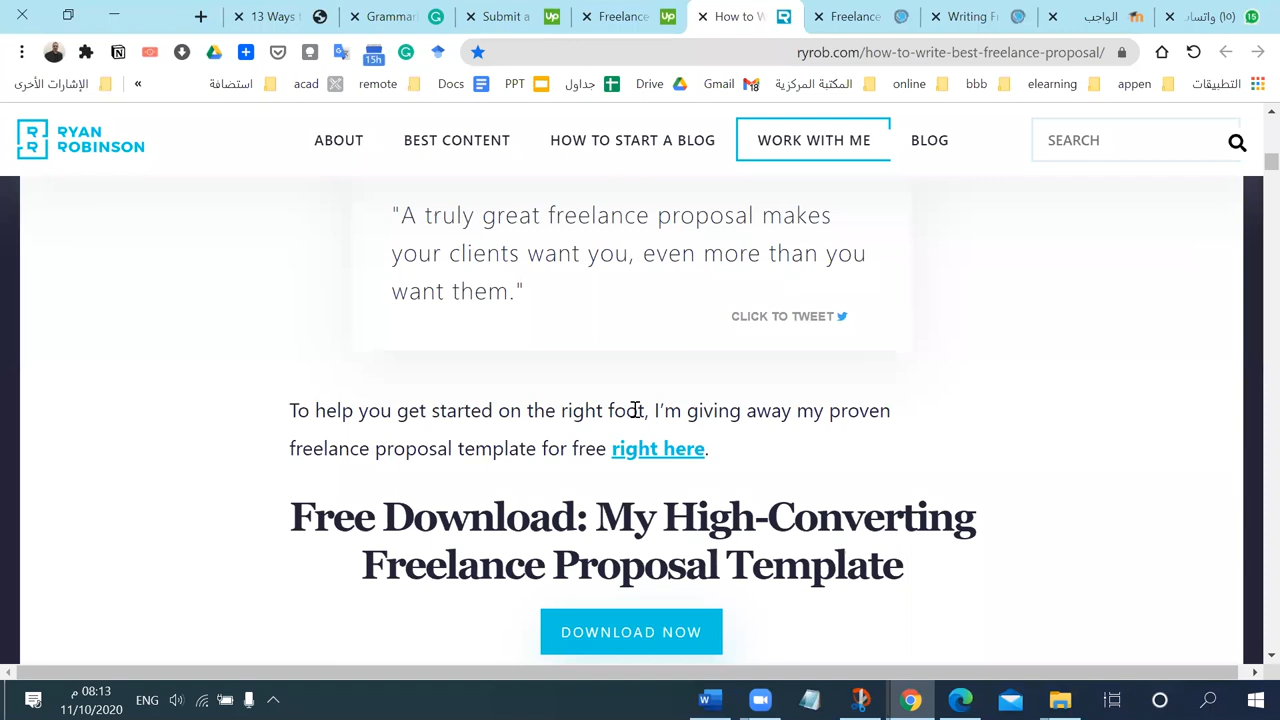 13 Ways t
Grammar
Submit a
Freelance
How to W
Freelance
Writing Fr
الواجب
(10) واتساب
15
15h
ryrob.com/how-to-write-best-freelance-proposal/
الإشارات الأخرى
»
استضافة
acad
remote
Docs
PPT
جداول
Drive
Gmail
المكتبة المركزية
online
bbb
elearning
appen
التطبيقات
RYAN
ROBINSON
ABOUT
BEST CONTENT
HOW TO START A BLOG
WORK WITH ME
BLOG
SEARCH
"A truly great freelance proposal makes
your clients want you, even more than you
want them."
CLICK TO TWEET
To help you get started on the right foot, I’m giving away my proven
freelance proposal template for free right here.
Free Download: My High-Converting
Freelance Proposal Template
DOWNLOAD NOW
08:13 م
ENG
11/10/2020